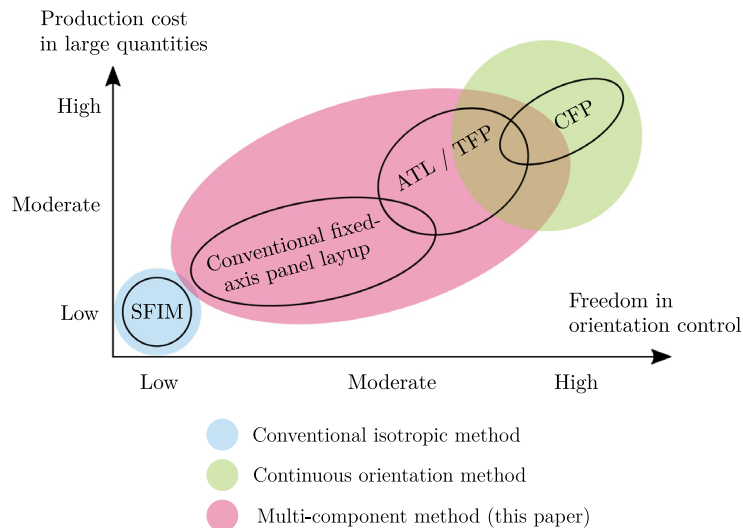 Production cost
in large quantities
High
Moderate
Low
CFP
ATL / TFP
Conventional fixed-
axis panel layup
SFIM
Freedom in
orientation control
Low
Moderate
High
Conventional isotropic method
Continuous orientation method
Multi-component method (this paper)